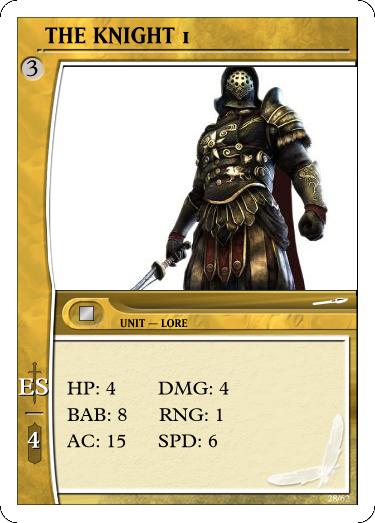 THE KNIGHT I
3
UNIT — LORE
HP: 4 DMG: 4
BAB: 8 RNG: 1
AC: 15 SPD: 6
ES
—
4
28/62